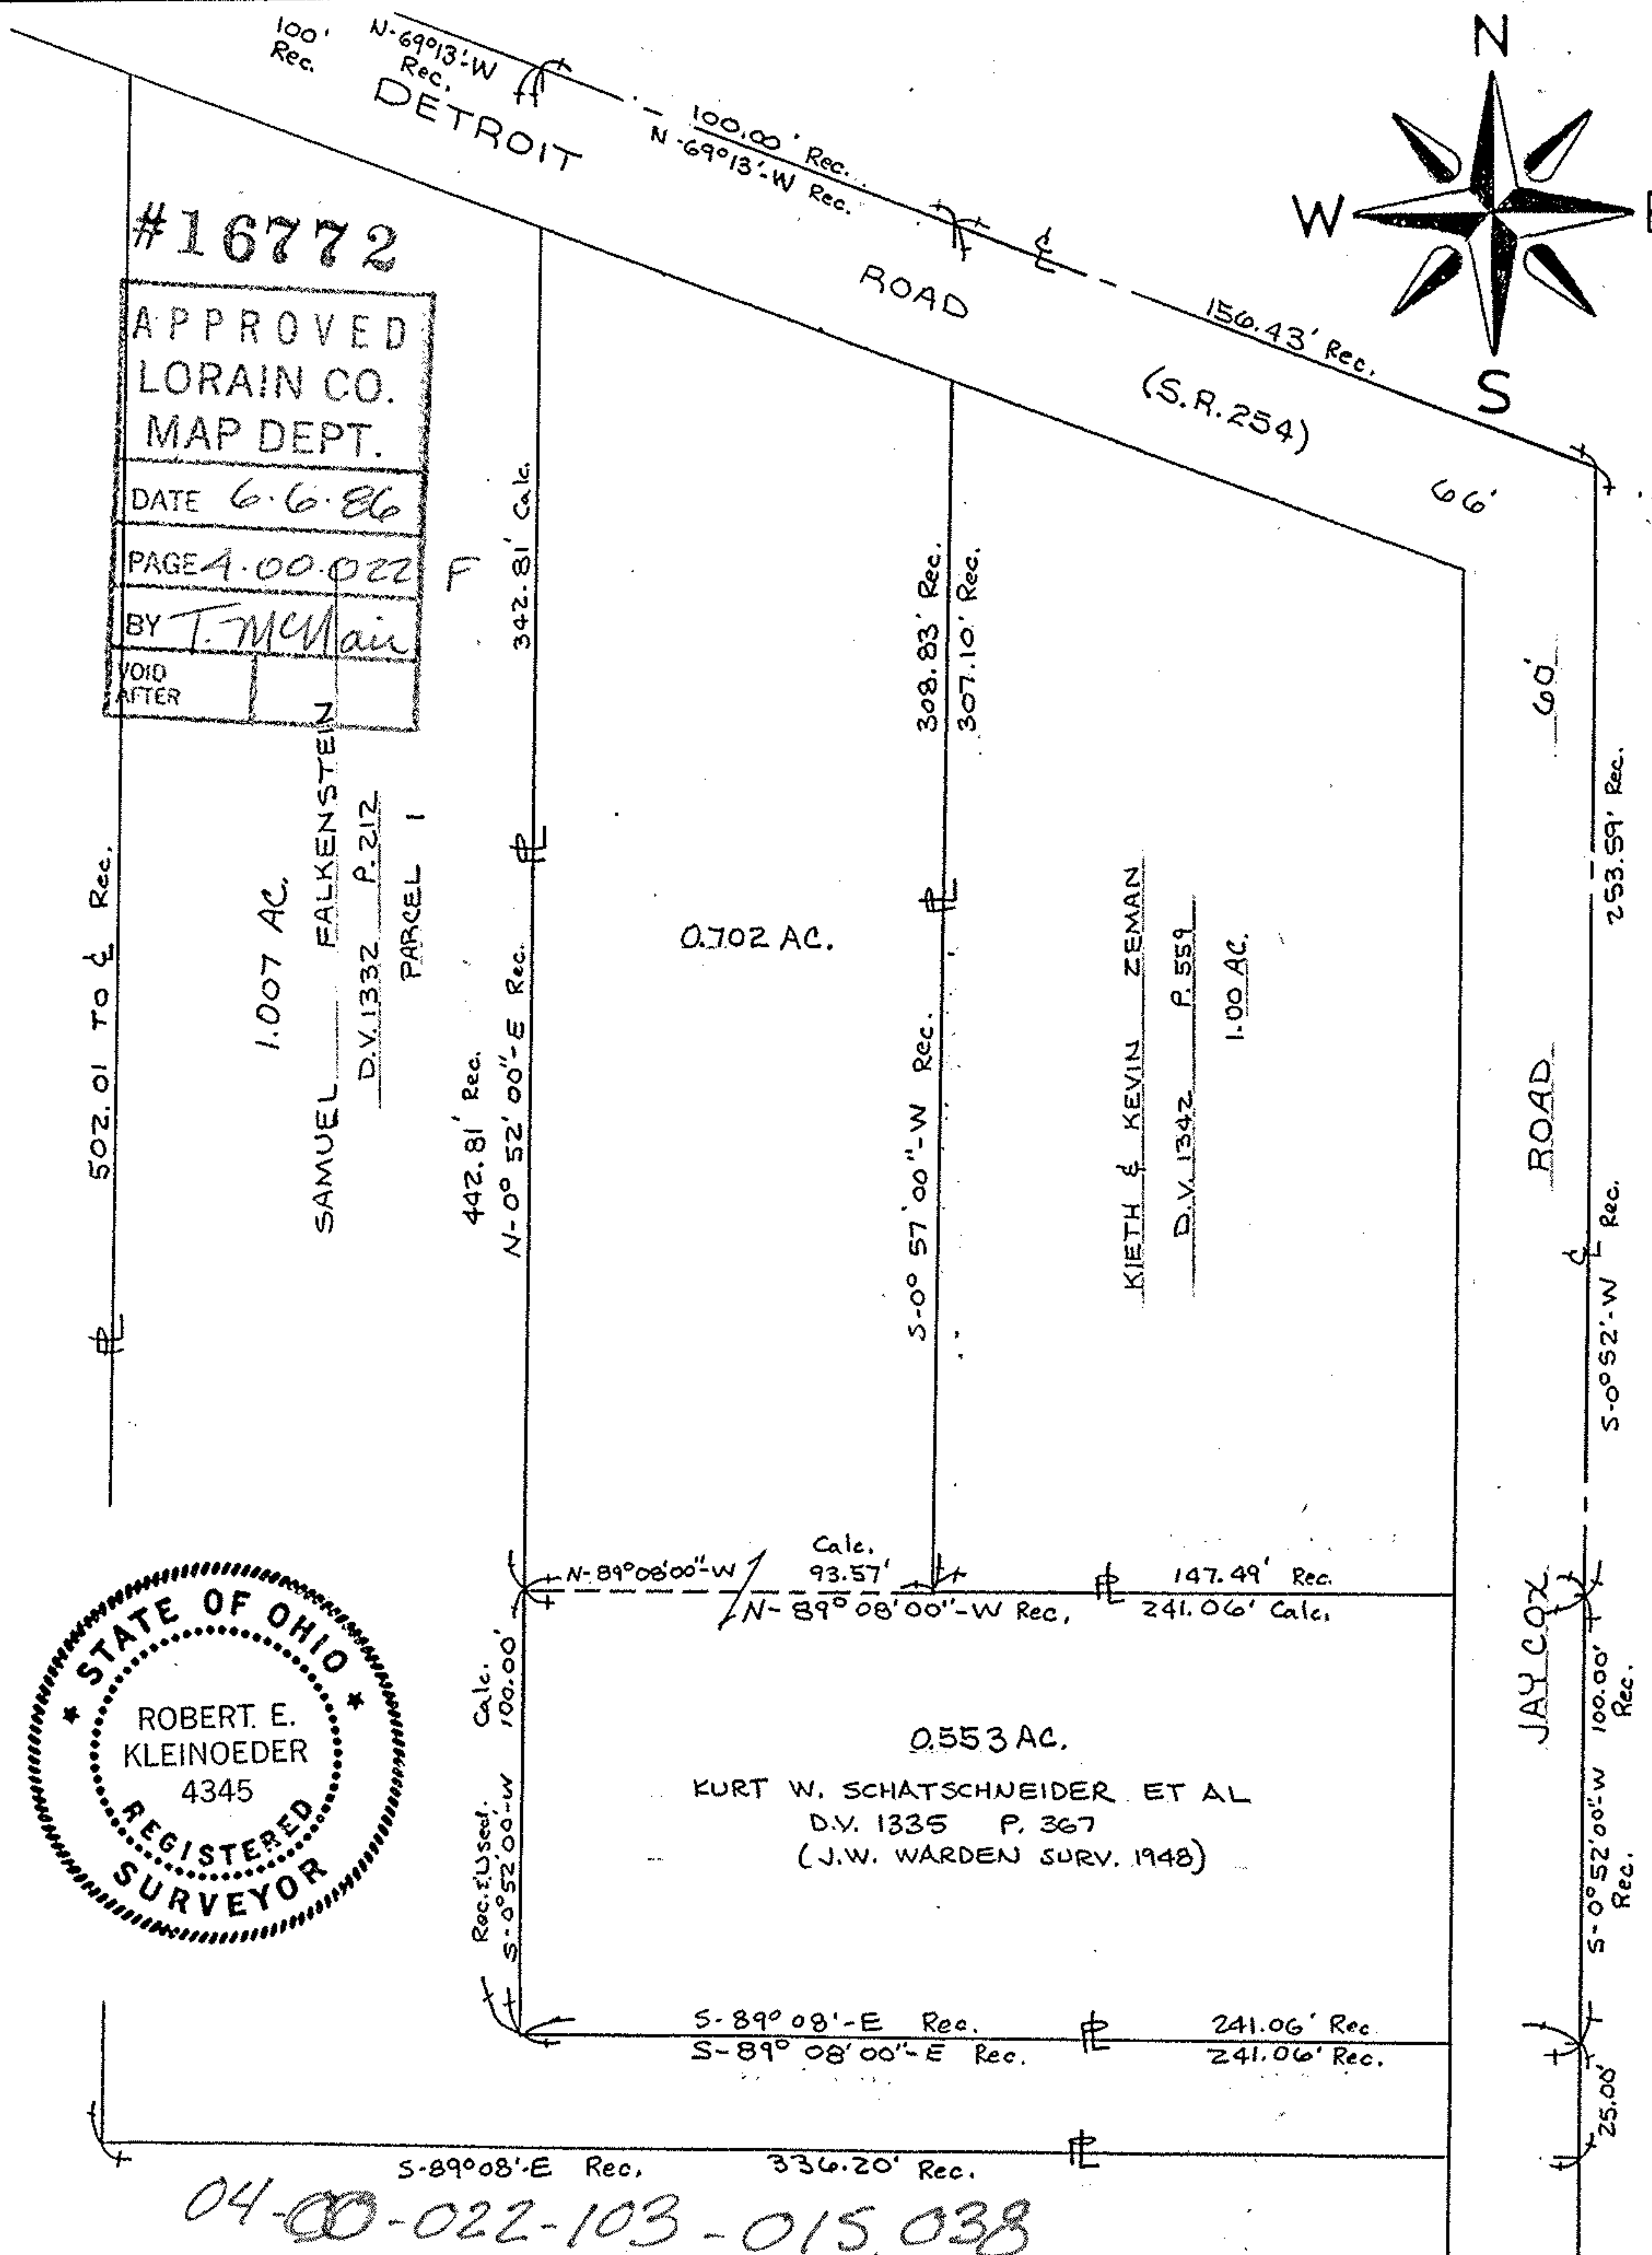 100'
Rec.
N-69°13'-W
Rec.
DETROIT
100.00' Rec.
N-69°13'-W Rec.
N
W
E
S
#16772
APPROVED
LORAIN CO.
MAP DEPT.
DATE 6.6.86
PAGE 4.00.022 F
BY T. McNair
VOID
AFTER
ROAD
℄
156.43' Rec.
(S.R.254)
66'
342.81' Calc.
308.83' Rec.
307.10' Rec.
60'
253.59' Rec.
502.01 TO ℄ Rec.
1.007 AC.
SAMUEL FALKENSTEIN
D.V.1332 P.212
PARCEL 1
442.81' Rec.
N-0° 52' 00"-E Rec.
0.702 AC.
S-0° 57' 00"-W Rec.
KIETH & KEVIN ZEMAN
D.V. 1342 P. 559
1.00 AC.
ROAD
℄
S-0°52'-W Rec.
N-89°08'00"-W
Calc.
93.57'
147.49' Rec.
N-89°08'00"-W Rec.
241.06' Calc.
JAYCOX
STATE OF OHIO
ROBERT. E.
KLEINOEDER
4345
REGISTERED
SURVEYOR
Calc.
100.00'
Rec. & Used.
S-0°52'00"-W
0.553 AC.
KURT W. SCHATSCHNEIDER ET AL
D.V. 1335 P. 367
(J.W. WARDEN SURV. 1948)
S-0°52'00"-W 100.00'
Rec. Rec.
S-89° 08'-E Rec. 241.06' Rec.
S-89° 08' 00"-E Rec. 241.06' Rec.
25.00'
S-89°08'-E Rec. 336.20' Rec.
04-00-022-103-015,038